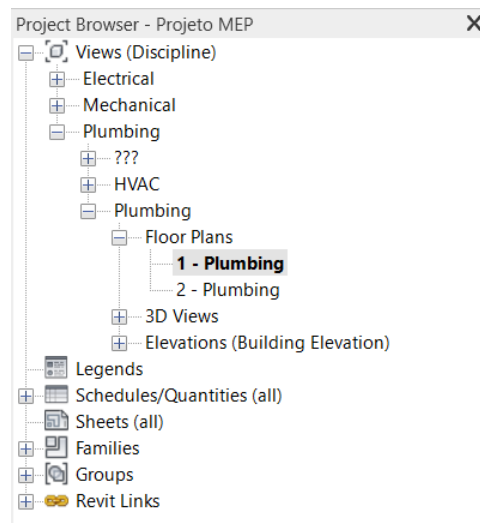 Project Browser - Projeto MEP
Views (Discipline)
Electrical
Mechanical
Plumbing
???
HVAC
Plumbing
Floor Plans
1 - Plumbing
2 - Plumbing
3D Views
Elevations (Building Elevation)
Legends
Schedules/Quantities (all)
Sheets (all)
Families
Groups
Revit Links